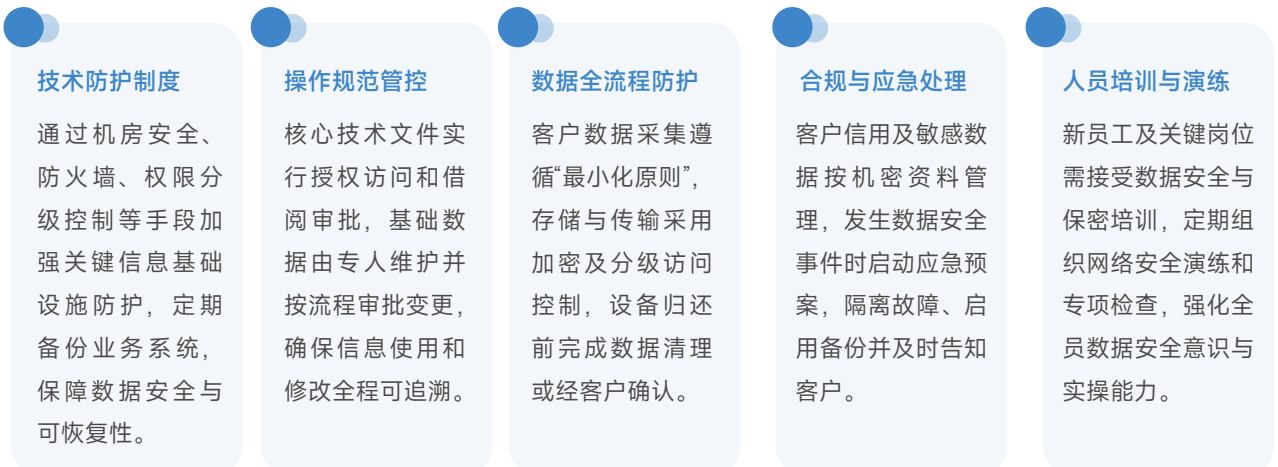 技术防护制度
通过机房安全、
防火墙、权限分
级控制等手段加
强关键信息基础
设施防护，定期
备份业务系统，
保障数据安全与
可恢复性。
操作规范管控
核心技术文件实
行授权访问和借
阅审批，基础数
据由专人维护并
按流程审批变更，
确保信息使用和
修改全程可追溯。
数据全流程防护
客户数据采集遵
循“最小化原则”，
存储与传输采用
加密及分级访问
控制，设备归还
前完成数据清理
或经客户确认。
合规与应急处理
客户信用及敏感数
据按机密资料管
理，发生数据安全
事件时启动应急预
案，隔离故障、启
用备份并及时告知
客户。
人员培训与演练
新员工及关键岗位
需接受数据安全与
保密培训，定期组
织网络安全演练和
专项检查，强化全
员数据安全意识与
实操能力。